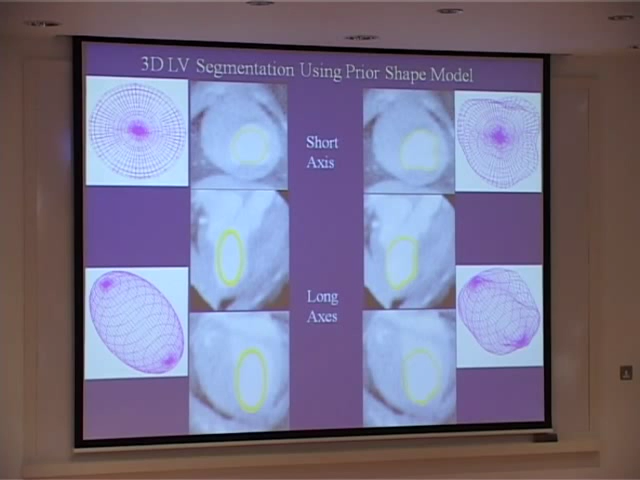 3D LV Segmentation Using Prior Shape Model
Short
Axis
Long
Axes